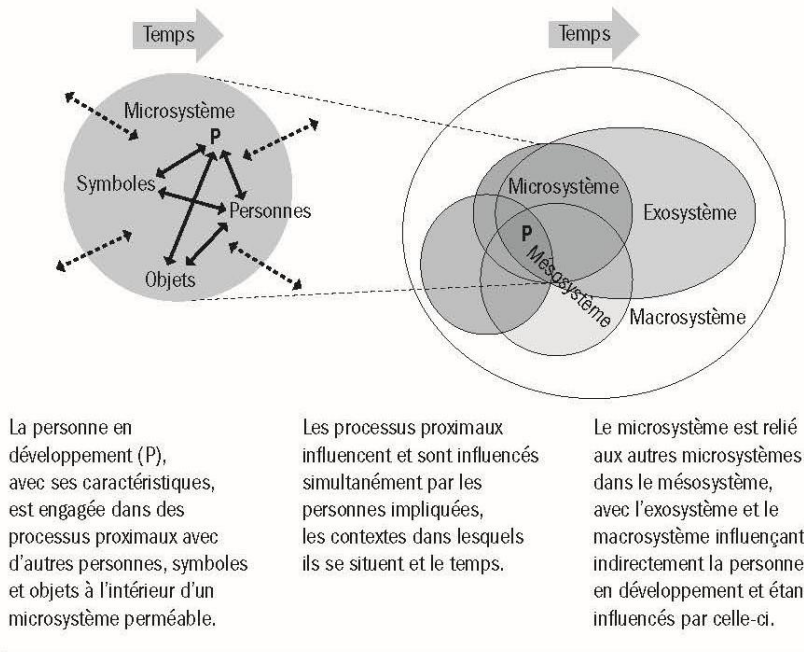 Temps
Temps
Microsystème
P
Symboles
Personnes
Objets
Microsystème
Exosystème
P
Mésosystème
Macrosystème
La personne en
développement (P),
avec ses caractéristiques,
est engagée dans des
processus proximaux avec
d'autres personnes, symboles
et objets à l'intérieur d'un
microsystème perméable.
Les processus proximaux
influencent et sont influencés
simultanément par les
personnes impliquées,
les contextes dans lesquels
ils se situent et le temps.
Le microsystème est relié
aux autres microsystèmes
dans le mésosystème,
avec l'exosystème et le
macrosystème influençant
indirectement la personne
en développement et étan
influencés par celle-ci.